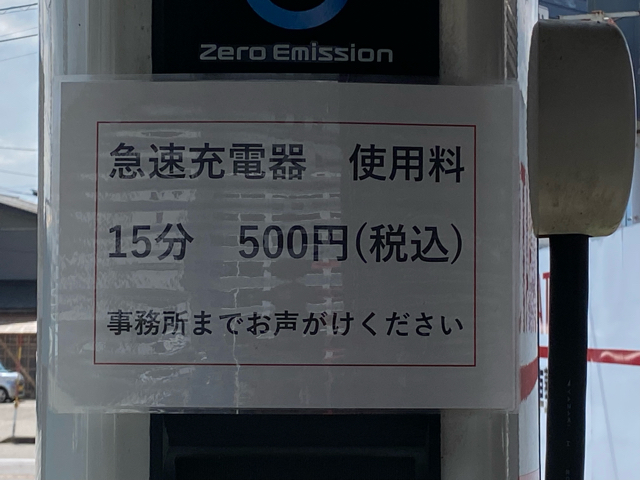 Zero Emission
急速充電器　使用料
15分　500円(税込)
事務所までお声がけください